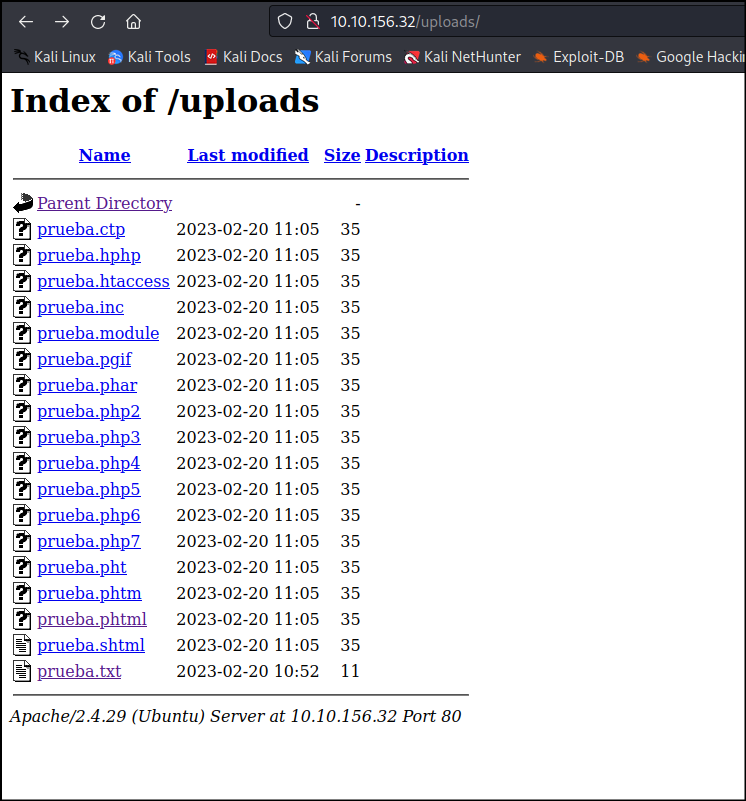 10.10.156.32/uploads/
Kali Linux Kali Tools Kali Docs Kali Forums Kali NetHunter Exploit-DB Google Hackin
Index of /uploads
Name Last modified Size Description
Parent Directory -
prueba.ctp 2023-02-20 11:05 35
prueba.hphp 2023-02-20 11:05 35
prueba.htaccess 2023-02-20 11:05 35
prueba.inc 2023-02-20 11:05 35
prueba.module 2023-02-20 11:05 35
prueba.pgif 2023-02-20 11:05 35
prueba.phar 2023-02-20 11:05 35
prueba.php2 2023-02-20 11:05 35
prueba.php3 2023-02-20 11:05 35
prueba.php4 2023-02-20 11:05 35
prueba.php5 2023-02-20 11:05 35
prueba.php6 2023-02-20 11:05 35
prueba.php7 2023-02-20 11:05 35
prueba.pht 2023-02-20 11:05 35
prueba.phtm 2023-02-20 11:05 35
prueba.phtml 2023-02-20 11:05 35
prueba.shtml 2023-02-20 11:05 35
prueba.txt 2023-02-20 10:52 11
Apache/2.4.29 (Ubuntu) Server at 10.10.156.32 Port 80